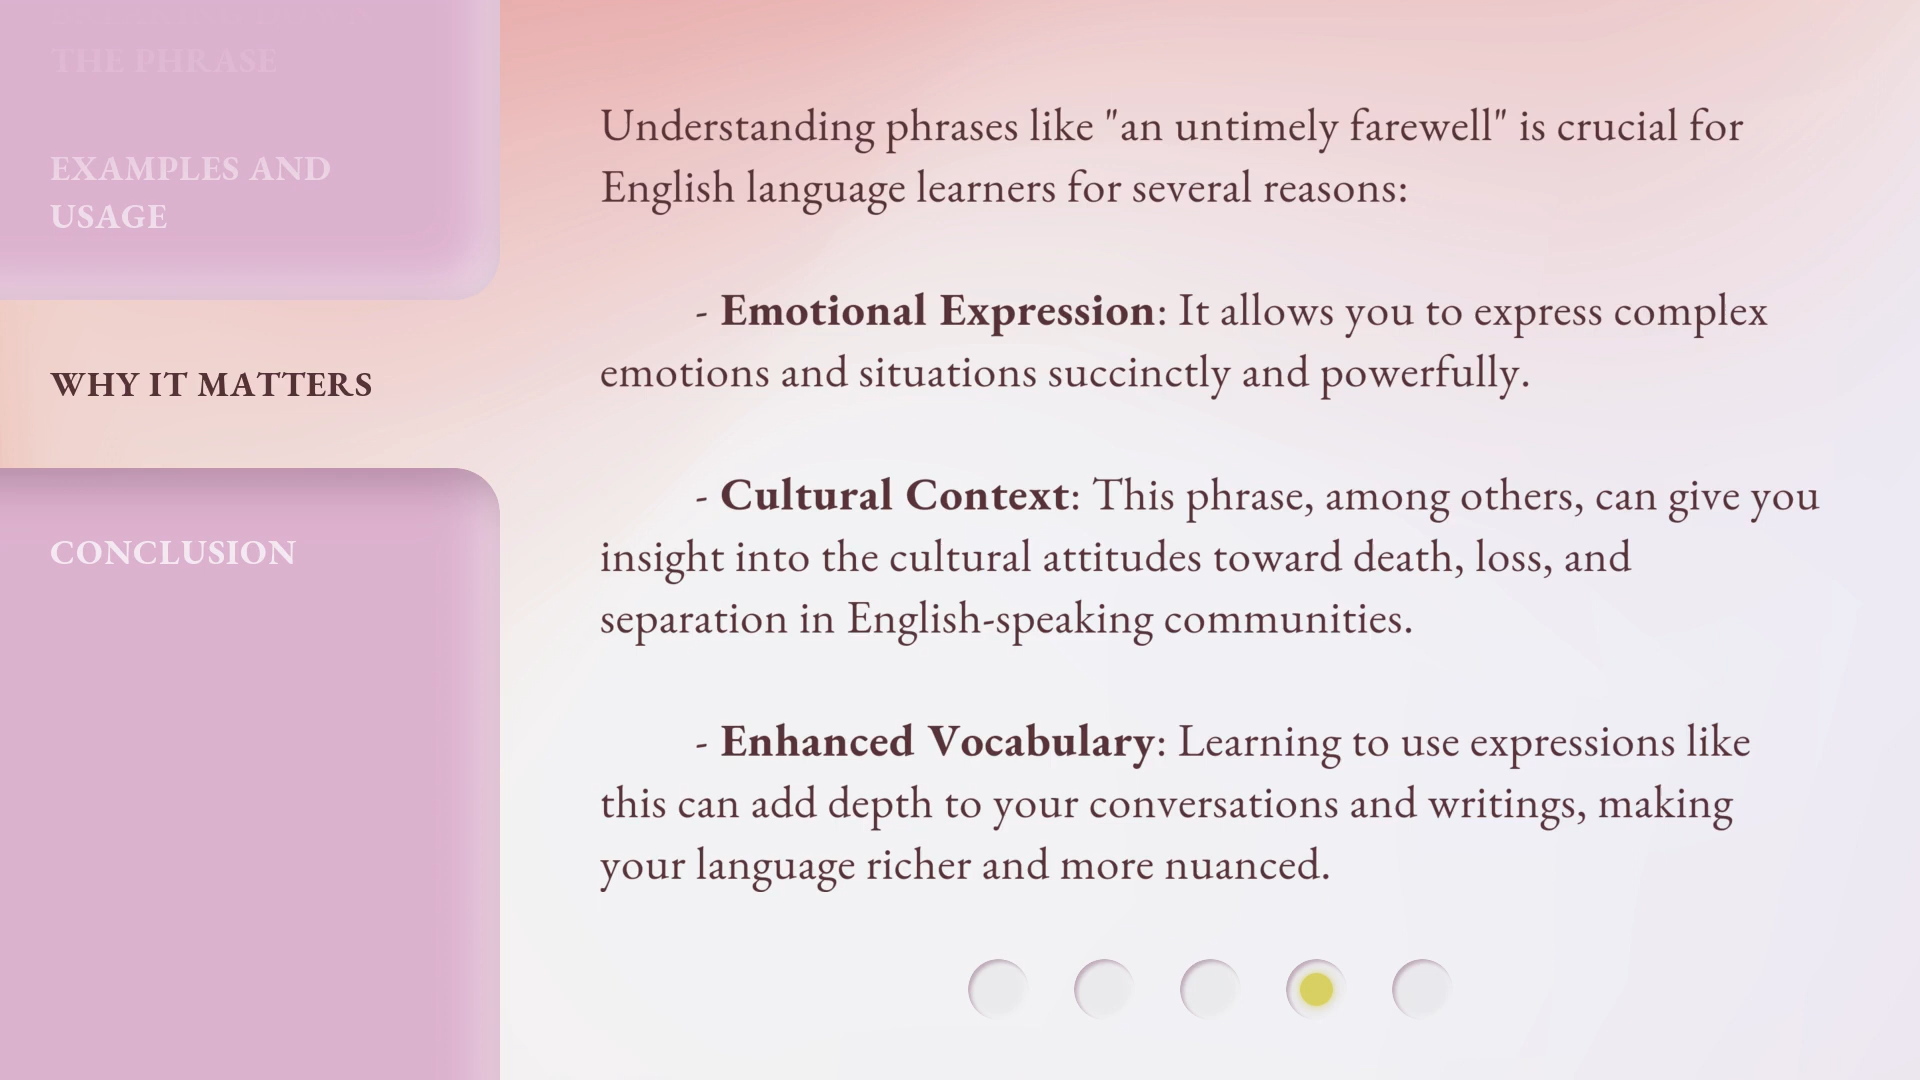 THE PHRASE
EXAMPLES AND
USAGE
WHY IT MATTERS
CONCLUSION
Understanding phrases like "an untimely farewell" is crucial for
English language learners for several reasons:
- Emotional Expression: It allows you to express complex
emotions and situations succinctly and powerfully.
- Cultural Context: This phrase, among others, can give you
insight into the cultural attitudes toward death, loss, and
separation in English-speaking communities.
- Enhanced Vocabulary: Learning to use expressions like
this can add depth to your conversations and writings, making
your language richer and more nuanced.